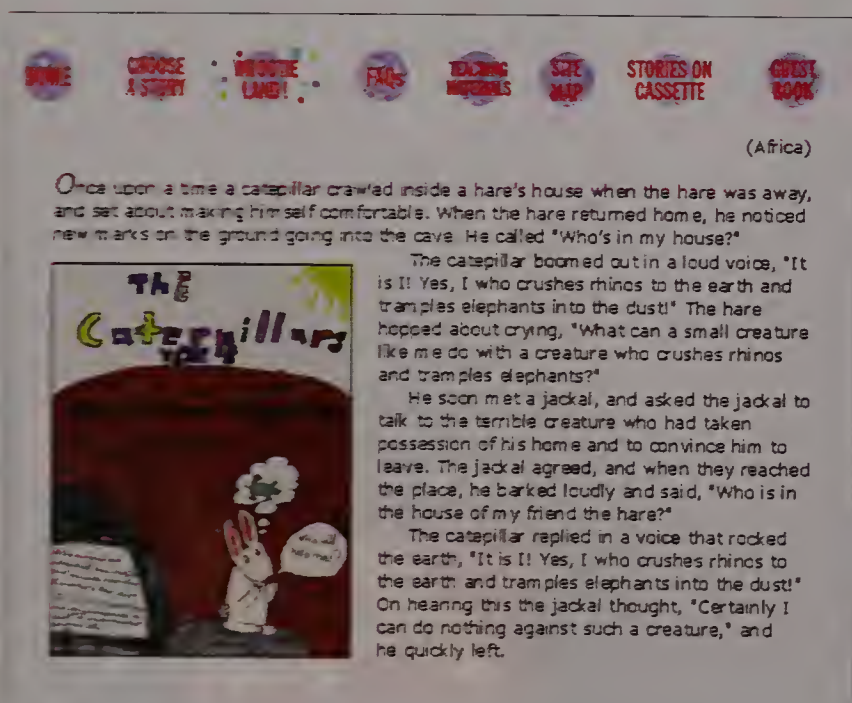 HOME
CHOOSE
A STORY
LAND!
FAQs
TEACHING
MATERIALS
SITE
MAP
STORIES ON
CASSETTE
GUEST
BOOK
(Africa)
Once upon a time a catepillar crawled inside a hare's house when the hare was away,
and set about making himself comfortable. When the hare returned home, he noticed
new marks on the ground going into the cave. He called "Who's in my house?"
The catepillar boomed out in a loud voice, "It
is I! Yes, I who crushes rhinos to the earth and
tramples elephants into the dust!" The hare
hopped about crying, "What can a small creature
like me do with a creature who crushes rhinos
and tramples elephants?"
He soon met a jackal, and asked the jackal to
talk to the terrible creature who had taken
possession of his home and to convince him to
leave. The jackal agreed, and when they reached
the place, he barked loudly and said, "Who is in
the house of my friend the hare?"
The catepillar replied in a voice that rocked
the earth, "It is I! Yes, I who crushes rhinos to
the earth and tramples elephants into the dust!"
On hearing this the jackal thought, "Certainly I
can do nothing against such a creature," and
he quickly left.
The
Caterpillars
who will
help me?